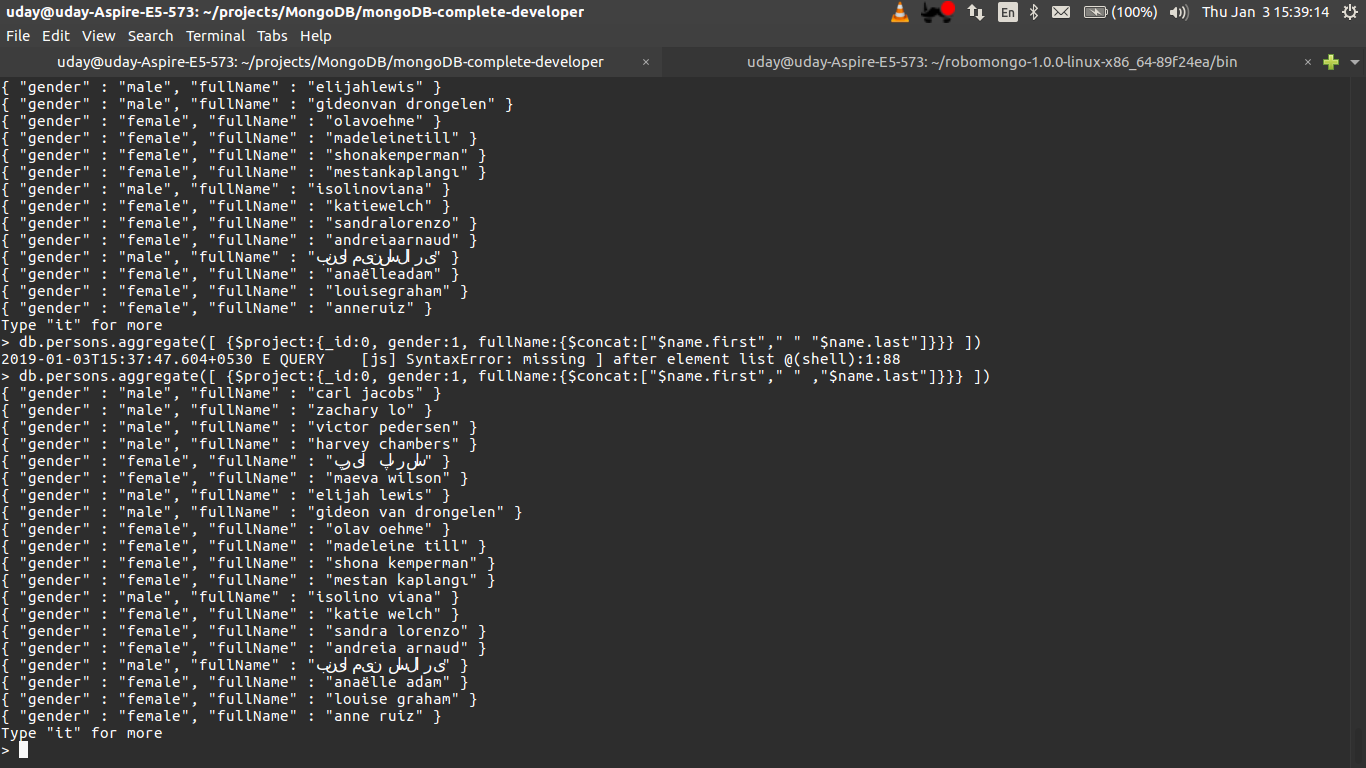 uday@uday-Aspire-E5-573: ~/projects/MongoDB/mongoDB-complete-developer En (100%) Thu Jan 3 15:39:14
File Edit View Search Terminal Tabs Help
uday@uday-Aspire-E5-573: ~/projects/MongoDB/mongoDB-complete-developer × uday@uday-Aspire-E5-573: ~/robomongo-1.0.0-linux-x86_64-89f24ea/bin ×
{ "gender" : "male", "fullName" : "elijahlewis" }
{ "gender" : "male", "fullName" : "gideonvan drongelen" }
{ "gender" : "female", "fullName" : "olavoehme" }
{ "gender" : "female", "fullName" : "madeleinetill" }
{ "gender" : "female", "fullName" : "shonakemperman" }
{ "gender" : "female", "fullName" : "mestankaplangι" }
{ "gender" : "male", "fullName" : "isolinoviana" }
{ "gender" : "female", "fullName" : "katiewelch" }
{ "gender" : "female", "fullName" : "sandralorenzo" }
{ "gender" : "female", "fullName" : "andreiaarnaud" }
{ "gender" : "male", "fullName" : "بنیامینسالاری" }
{ "gender" : "female", "fullName" : "anaëlleadam" }
{ "gender" : "female", "fullName" : "louisegraham" }
{ "gender" : "female", "fullName" : "anneruiz" }
Type "it" for more
> db.persons.aggregate([ {$project:{_id:0, gender:1, fullName:{$concat:["$name.first"," " "$name.last"]}}} ])
2019-01-03T15:37:47.604+0530 E QUERY    [js] SyntaxError: missing ] after element list @(shell):1:88
> db.persons.aggregate([ {$project:{_id:0, gender:1, fullName:{$concat:["$name.first"," " ,"$name.last"]}}} ])
{ "gender" : "male", "fullName" : "carl jacobs" }
{ "gender" : "male", "fullName" : "zachary lo" }
{ "gender" : "male", "fullName" : "victor pedersen" }
{ "gender" : "male", "fullName" : "harvey chambers" }
{ "gender" : "female", "fullName" : "پریا پارسا" }
{ "gender" : "female", "fullName" : "maeva wilson" }
{ "gender" : "male", "fullName" : "elijah lewis" }
{ "gender" : "male", "fullName" : "gideon van drongelen" }
{ "gender" : "female", "fullName" : "olav oehme" }
{ "gender" : "female", "fullName" : "madeleine till" }
{ "gender" : "female", "fullName" : "shona kemperman" }
{ "gender" : "female", "fullName" : "mestan kaplangι" }
{ "gender" : "male", "fullName" : "isolino viana" }
{ "gender" : "female", "fullName" : "katie welch" }
{ "gender" : "female", "fullName" : "sandra lorenzo" }
{ "gender" : "female", "fullName" : "andreia arnaud" }
{ "gender" : "male", "fullName" : "بنیامین سالاری" }
{ "gender" : "female", "fullName" : "anaëlle adam" }
{ "gender" : "female", "fullName" : "louise graham" }
{ "gender" : "female", "fullName" : "anne ruiz" }
Type "it" for more
>